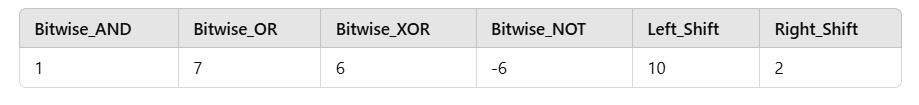 Bitwise_AND Bitwise_OR Bitwise_XOR Bitwise_NOT Left_Shift Right_Shift
1 7 6 -6 10 2